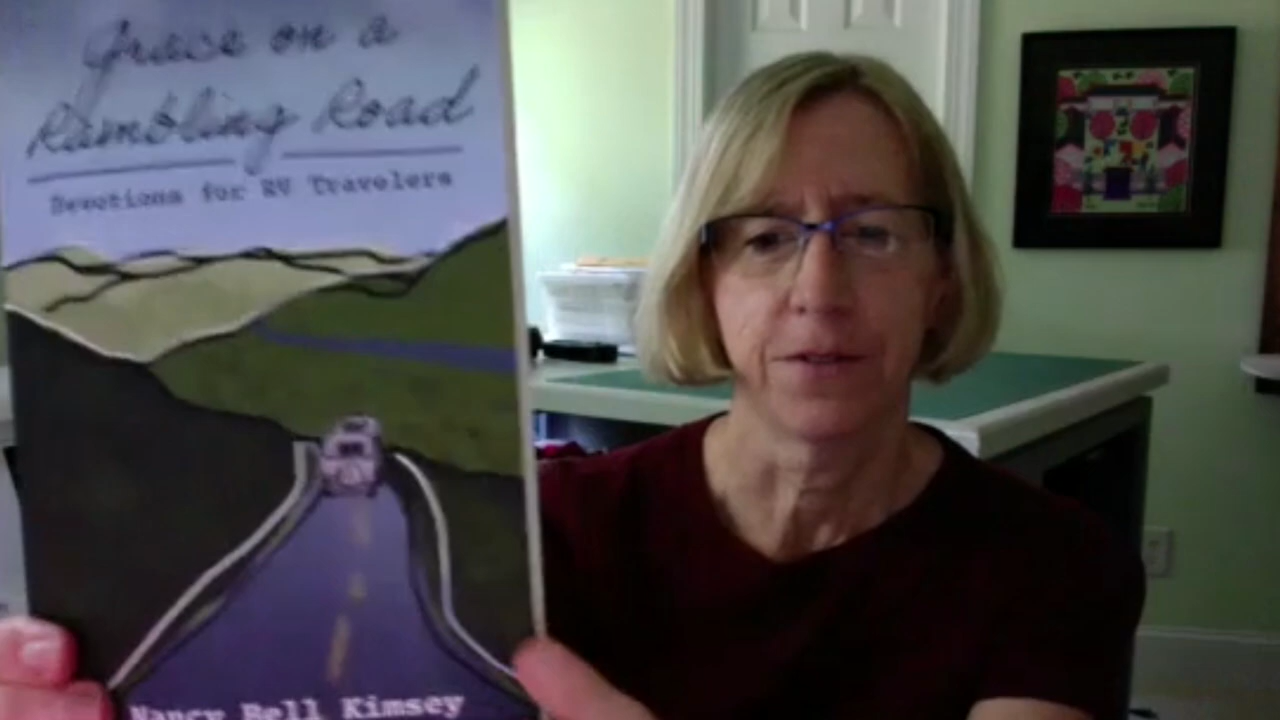 Grace on a
Rambling Road
Devotions for RV Travelers
Nancy Bell Kimsey